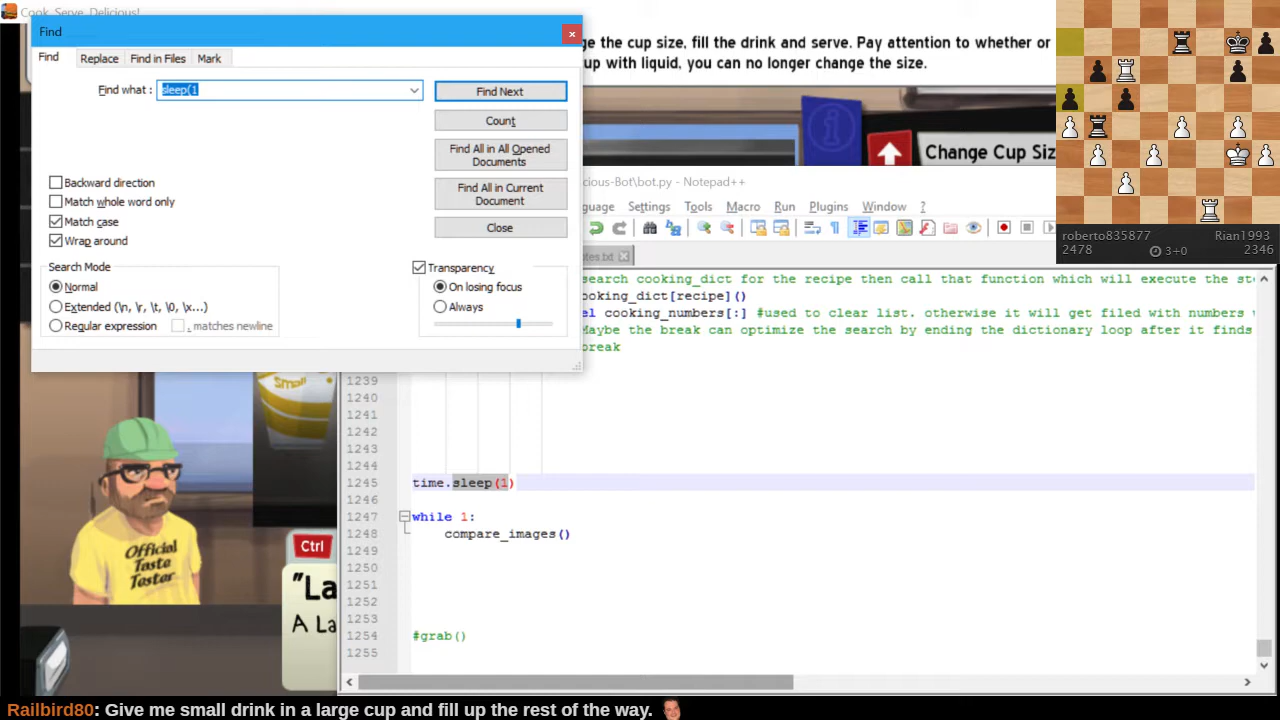 Cook, Serve, Delicious!
Find
Find
Replace
Find in Files
Mark
Find what :
sleep(1
Find Next
Count
Find All in All Opened
Documents
Find All in Current
Document
Close
Backward direction
Match whole word only
Match case
Wrap around
Search Mode
Normal
Extended (\n, \r, \t, \0, \x...)
Regular expression
. matches newline
Transparency
On losing focus
Always
ge the cup size, fill the drink and serve. Pay attention to whether or
up with liquid, you can no longer change the size.
Change Cup Siz
cious-Bot\bot.py - Notepad++
guage
Settings
Tools
Macro
Run
Plugins
Window
?
tes.txt
search cooking_dict for the recipe then call that function which will execute the ste
ooking_dict[recipe]()
el cooking_numbers[:] #used to clear list. otherwise it will get filed with numbers
Maybe the break can optimize the search by ending the dictionary loop after it finds
break
1239
1240
1241
1242
1243
1244
1245 time.sleep(1)
1246
1247 while 1:
1248 compare_images()
1249
1250
1251
1252
1253
1254 #grab()
1255
roberto835877
2478
3+0
Rian1993
2346
Small
Official
Taste
Tester
Ctrl
"La
A La
Railbird80: Give me small drink in a large cup and fill up the rest of the way.